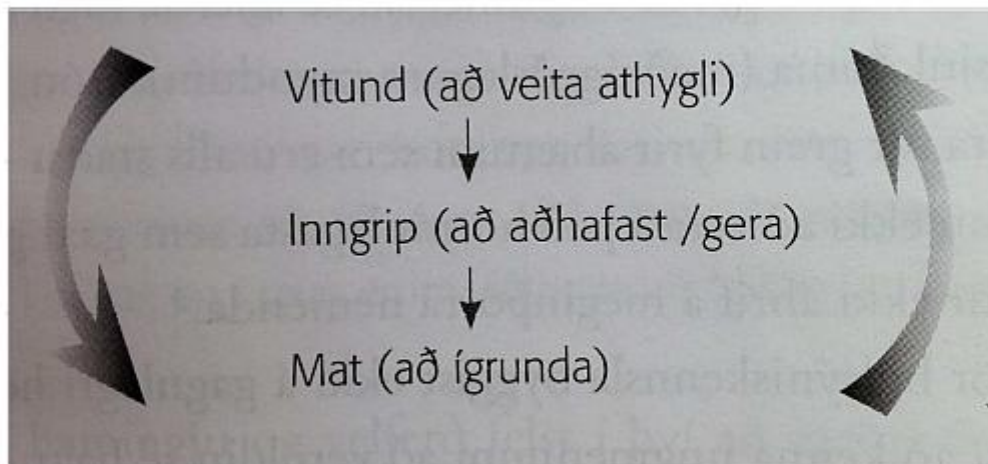 Vitund (að veita athygli)
Inngrip (að aðhafast /gera)
Mat (að ígrunda)